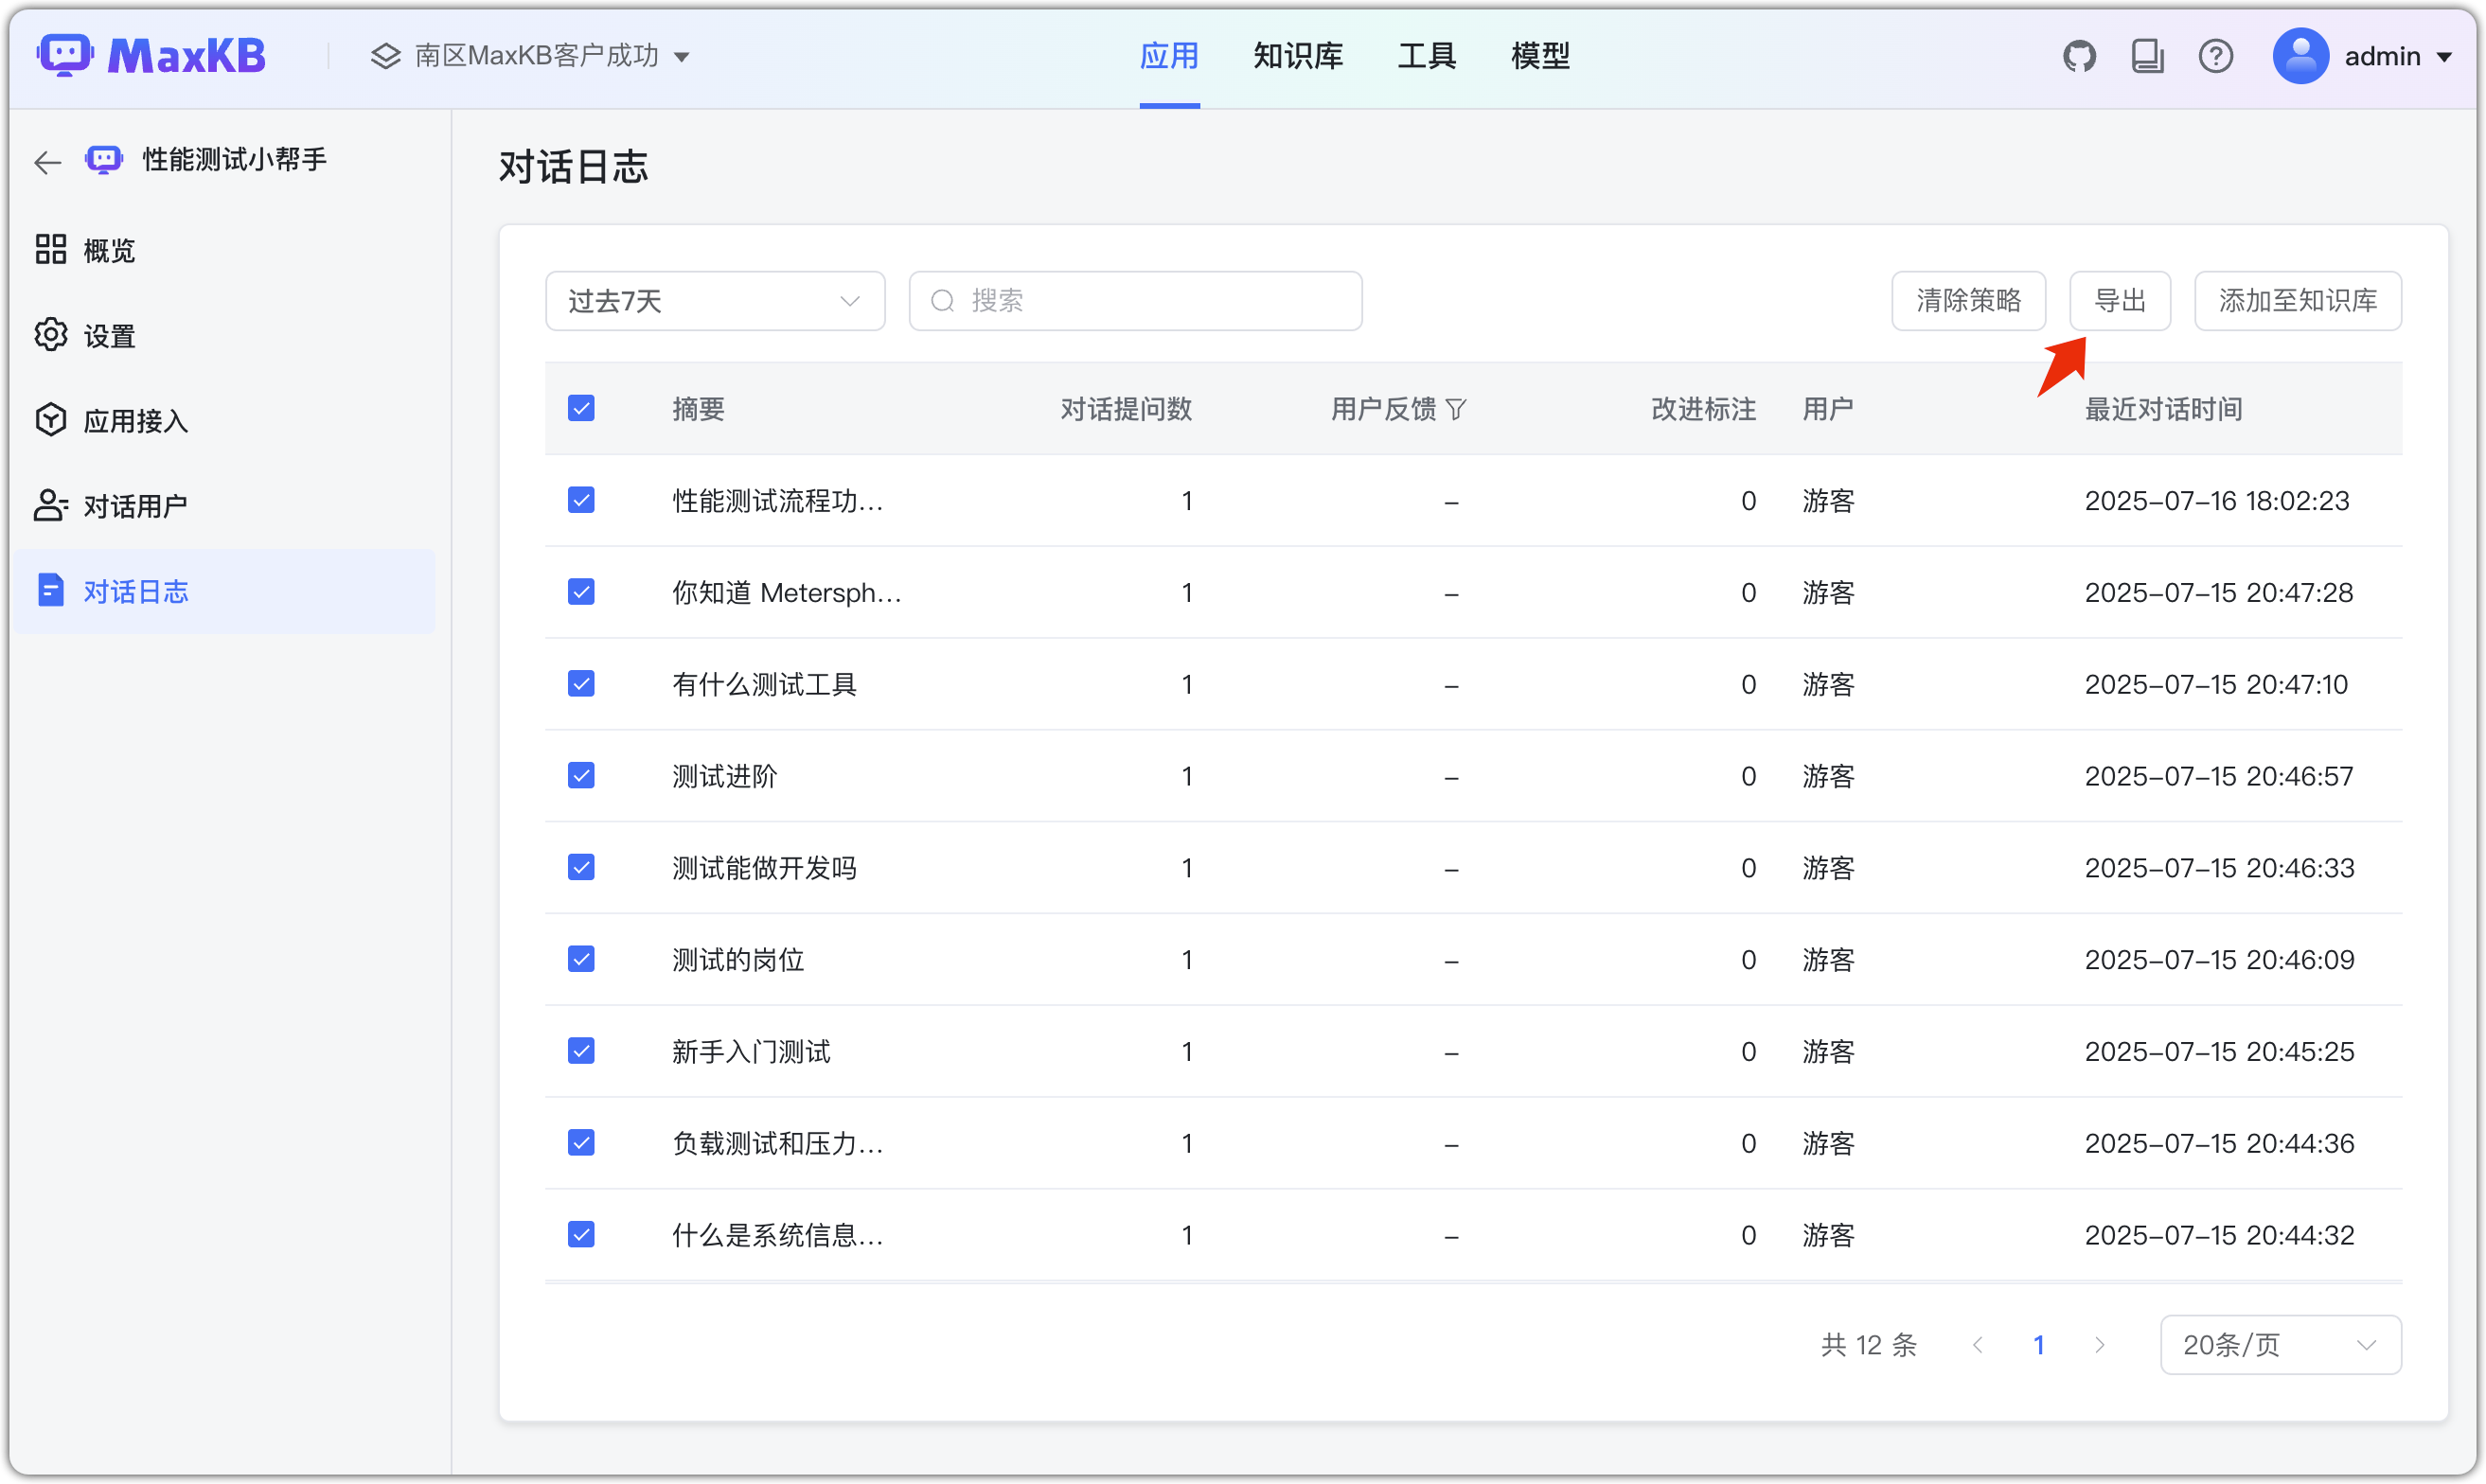 MaxKB 南区MaxKB客户成功 应用 知识库 工具 模型 admin
性能测试小帮手
概览
设置
应用接入
对话用户
对话日志
对话日志
过去7天 搜索 清除策略 导出 添加至知识库
摘要 对话提问数 用户反馈 改进标注 用户 最近对话时间
性能测试流程功... 1 – 0 游客 2025-07-16 18:02:23
你知道 Metersph... 1 – 0 游客 2025-07-15 20:47:28
有什么测试工具 1 – 0 游客 2025-07-15 20:47:10
测试进阶 1 – 0 游客 2025-07-15 20:46:57
测试能做开发吗 1 – 0 游客 2025-07-15 20:46:33
测试的岗位 1 – 0 游客 2025-07-15 20:46:09
新手入门测试 1 – 0 游客 2025-07-15 20:45:25
负载测试和压力... 1 – 0 游客 2025-07-15 20:44:36
什么是系统信息... 1 – 0 游客 2025-07-15 20:44:32
共 12 条 1 20条/页